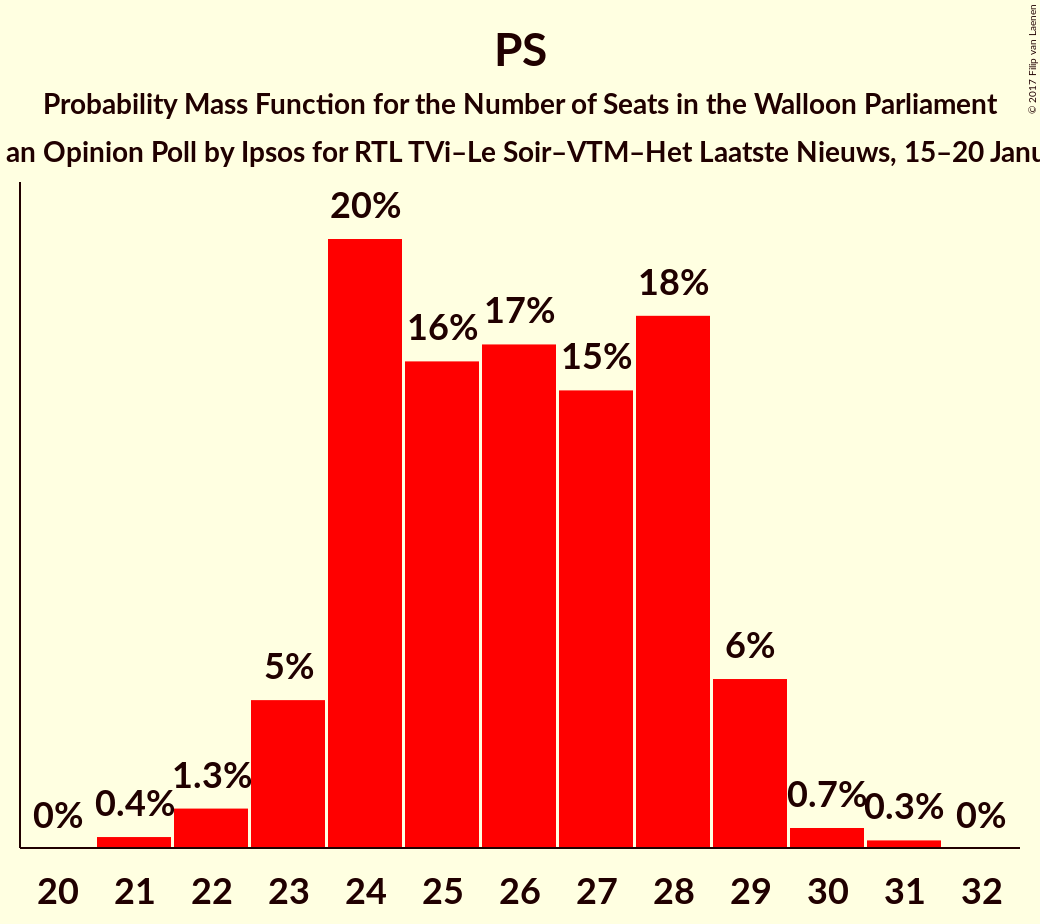 PS
Probability Mass Function for the Number of Seats in the Walloon Parliament
an Opinion Poll by Ipsos for RTL TVi–Le Soir–VTM–Het Laatste Nieuws, 15–20 Janu
© 2017 Filip van Laenen
0% 0.4% 1.3% 5% 20% 16% 17% 15% 18% 6% 0.7% 0.3% 0%
20 21 22 23 24 25 26 27 28 29 30 31 32